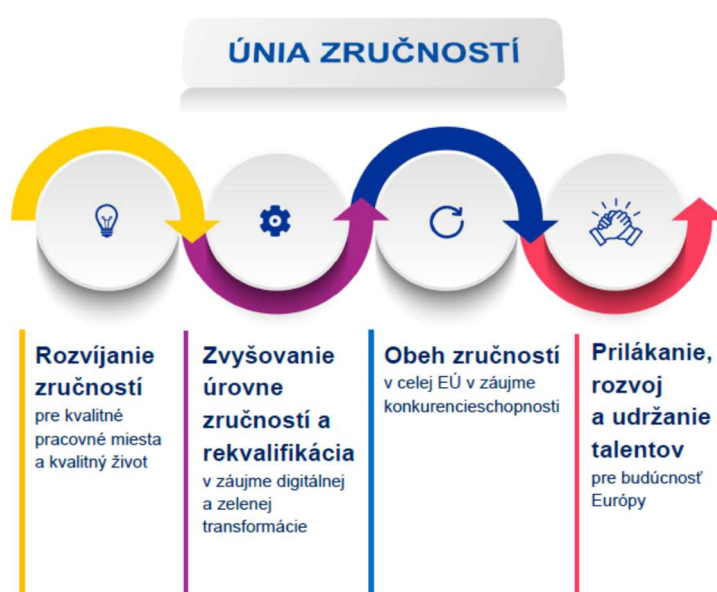 ÚNIA ZRUČNOSTÍ
Rozvíjanie
zručností
pre kvalitné
pracovné miesta
a kvalitný život
Zvyšovanie
úrovne
zručností a
rekvalifikácia
v záujme digitálnej
a zelenej
transformácie
Obeh zručností
v celej EÚ v záujme
konkurencieschopnosti
Prilákanie,
rozvoj
a udržanie
talentov
pre budúcnosť
Európy